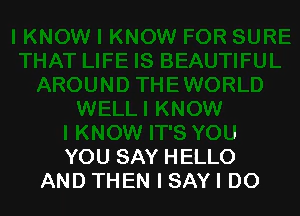 I KNOW I KNOW FOR SURE
THAT LIFE IS BEAUTIFUL
AROUND THE WORLD
WELL I KNOW
I KNOW IT'S YOU
YOU SAY HELLO
AND THEN I SAY I DO